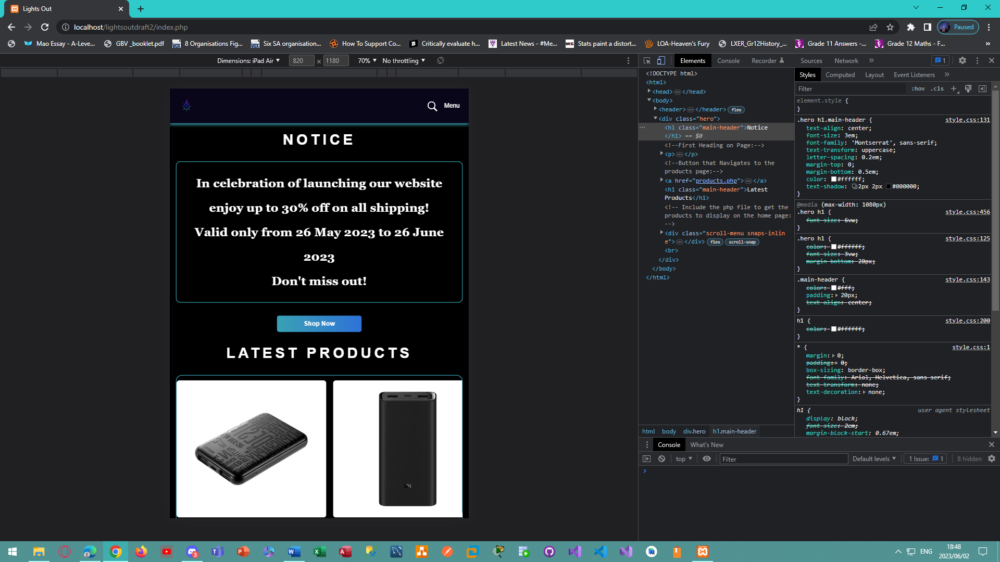 Lights Out
localhost/lightsoutdraft2/index.php
Paused
Mao Essay - A-Leve...
GBV _booklet.pdf
8 Organisations Fig...
Six SA organisation...
How To Support Co...
Critically evaluate h...
Latest News - #Me...
Stats paint a distort...
LOA-Heaven's Fury
LXER_Gr12History_...
Grade 11 Answers -...
Grade 12 Maths - F...
»
Dimensions: iPad Air
820 × 1180
70%
No throttling
Elements
Console
Recorder
Sources
Network
»
1
Menu
NOTICE
In celebration of launching our website
enjoy up to 30% off on all shipping!
Valid only from 26 May 2023 to 26 June
2023
Don't miss out!
Shop Now
LATEST PRODUCTS
<!DOCTYPE html>
<html>
<head>…</head>
<body>
<header>…</header> flex
<div class="hero">
<h1 class="main-header">Notice
</h1> == $0
<!--First Heading on Page:-->
<p>…</p>
<!--Button that Navigates to the
products page:-->
<a href="products.php">…</a>
<h1 class="main-header">Latest
Products</h1>
<!-- Include the php file to get the
products to display on the home page:
-->
<div class="scroll-menu snaps-inlin
e">…</div> flex scroll-snap
<br>
</div>
</body>
</html>
html body div.hero h1.main-header
Styles
Computed
Layout
Event Listeners
»
Filter
:hov .cls +
element.style {
}
.hero h1.main-header { style.css:131
text-align: center;
font-size: 3em;
font-family: 'Montserrat', sans-serif;
text-transform: uppercase;
letter-spacing: 0.2em;
margin-top: 0;
margin-bottom: 0.5em;
color: #ffffff;
text-shadow: 2px 2px #000000;
}
@media (max-width: 1080px)
.hero h1 { style.css:456
font-size: 6vw;
}
.hero h1 { style.css:125
color: #ffffff;
font-size: 3vw;
margin-bottom: 20px;
}
.main-header { style.css:143
color: #fff;
padding: 20px;
text-align: center;
}
h1 { style.css:200
color: #ffffff;
}
* { style.css:1
margin: 0;
padding: 0;
box-sizing: border-box;
font-family: Arial, Helvetica, sans-serif;
text-transform: none;
text-decoration: none;
}
h1 { user agent stylesheet
display: block;
font-size: 2em;
margin-block-start: 0.67em;
Console
What's New
top
Filter
Default levels
1 Issue: 1
8 hidden
ENG
18:48
2023/06/02